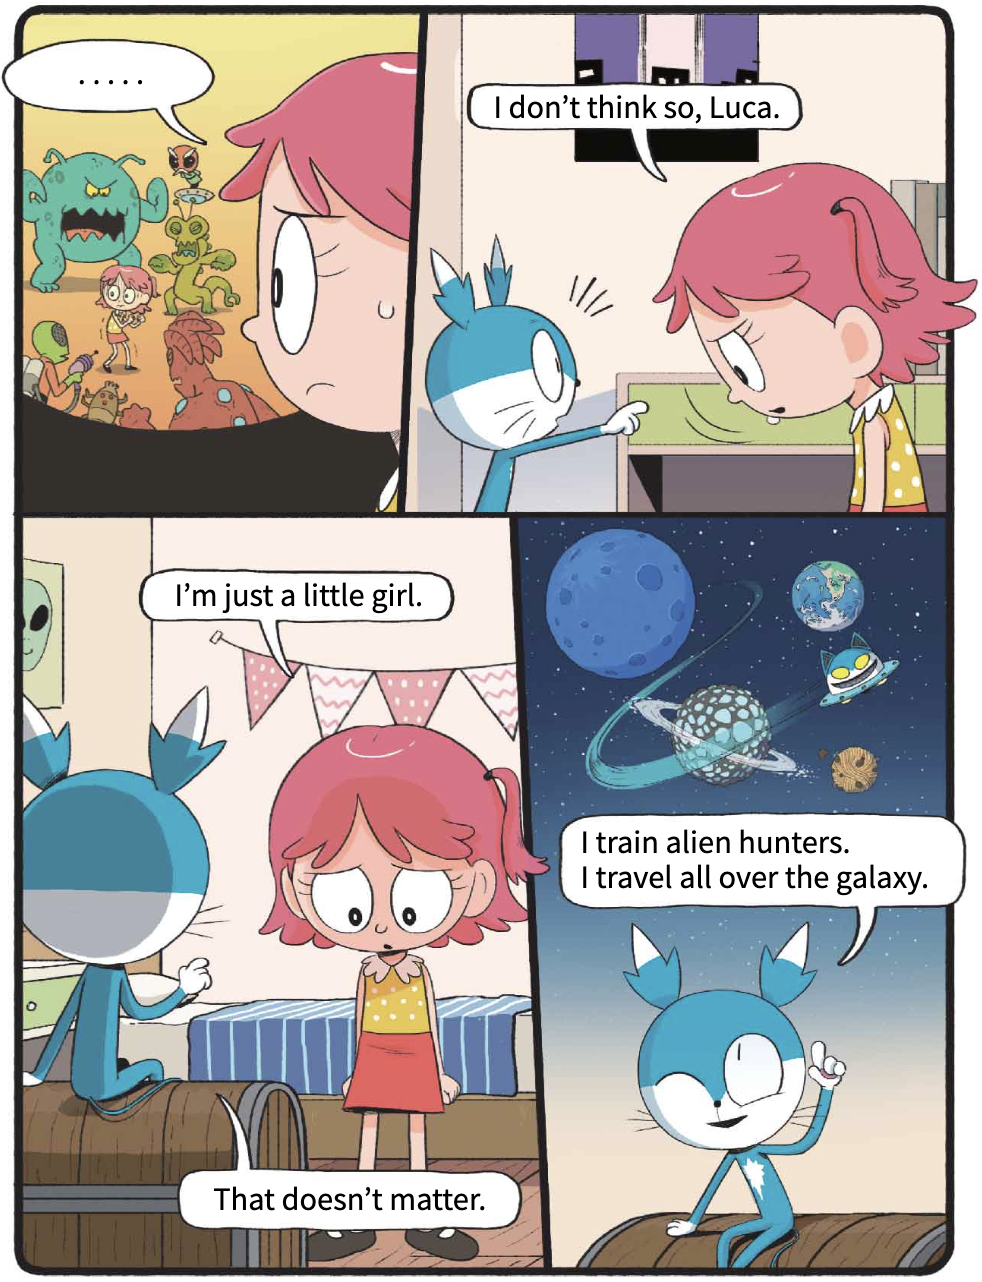 .....
I don't think so, Luca.
I'm just a little girl.
That doesn't matter.
I train alien hunters.
I travel all over the galaxy.